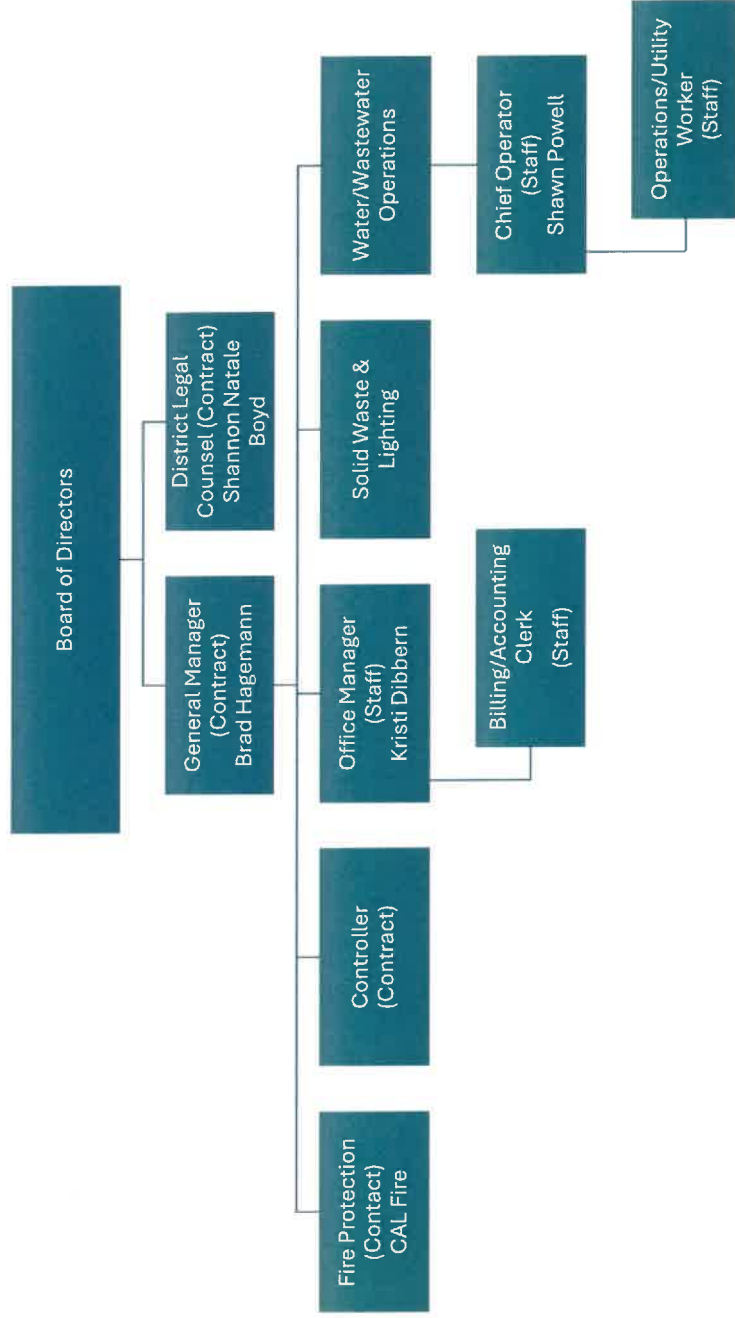 Board of Directors
General Manager
(Contract)
Brad Hagemann
District Legal
Counsel (Contract)
Shannon Natale
Boyd
Fire Protection
(Contact)
CAL Fire
Controller
(Contract)
Office Manager
(Staff)
Kristi Dibbern
Solid Waste &
Lighting
Water/Wastewater
Operations
Billing/Accounting
Clerk
(Staff)
Chief Operator
(Staff)
Shawn Powell
Operations/Utility
Worker
(Staff)